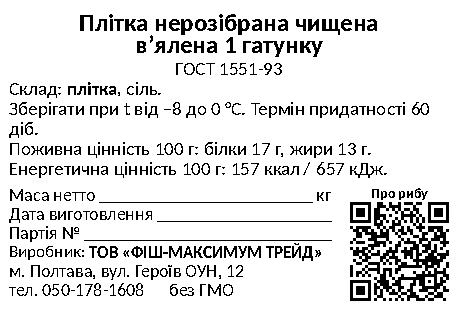 Плітка нерозібрана чищена
в’ялена 1 гатунку
ГОСТ 1551-93
Склад: плітка, сіль.
Зберігати при t від –8 до 0 °С. Термін придатності 60
діб.
Поживна цінність 100 г: білки 17 г, жири 13 г.
Енергетична цінність 100 г: 157 ккал / 657 кДж.
Маса нетто ________________________ кг
Дата виготовлення ____________________
Партія № ____________________________
Виробник: ТОВ «ФІШ-МАКСИМУМ ТРЕЙД»
м. Полтава, вул. Героїв ОУН, 12
тел. 050-178-1608 без ГМО
Про рибу